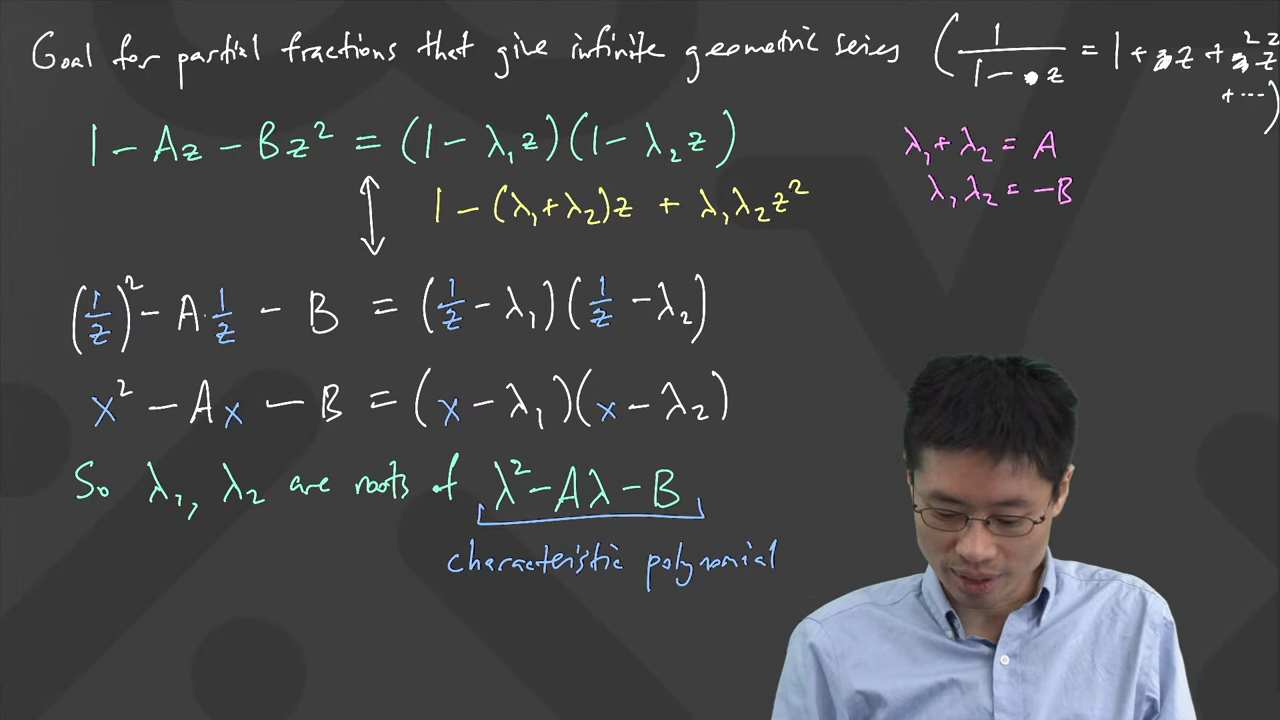 Goal for partial fractions that give infinite geometric series ( 1/(1 - z) = 1 + z + z² + ... )
1 - Az - Bz² = (1 - λ₁z)(1 - λ₂z)
λ₁ + λ₂ = A
1 - (λ₁+λ₂)z + λ₁λ₂z²
λ₁λ₂ = -B
(1/z)² - A·1/z - B = (1/z - λ₁)(1/z - λ₂)
x² - Ax - B = (x - λ₁)(x - λ₂)
So λ₁, λ₂ are roots of λ² - Aλ - B
characteristic polynomial